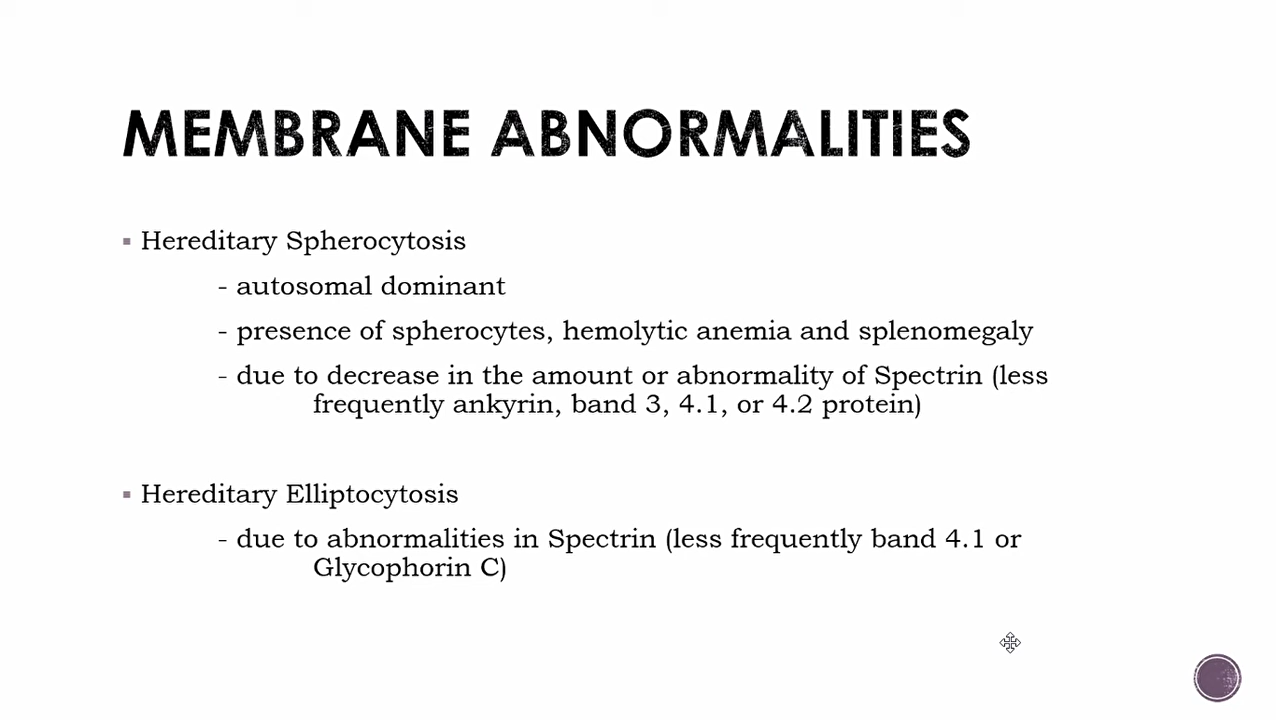 MEMBRANE ABNORMALITIES
▪ Hereditary Spherocytosis
- autosomal dominant
- presence of spherocytes, hemolytic anemia and splenomegaly
- due to decrease in the amount or abnormality of Spectrin (less
frequently ankyrin, band 3, 4.1, or 4.2 protein)
▪ Hereditary Elliptocytosis
- due to abnormalities in Spectrin (less frequently band 4.1 or
Glycophorin C)